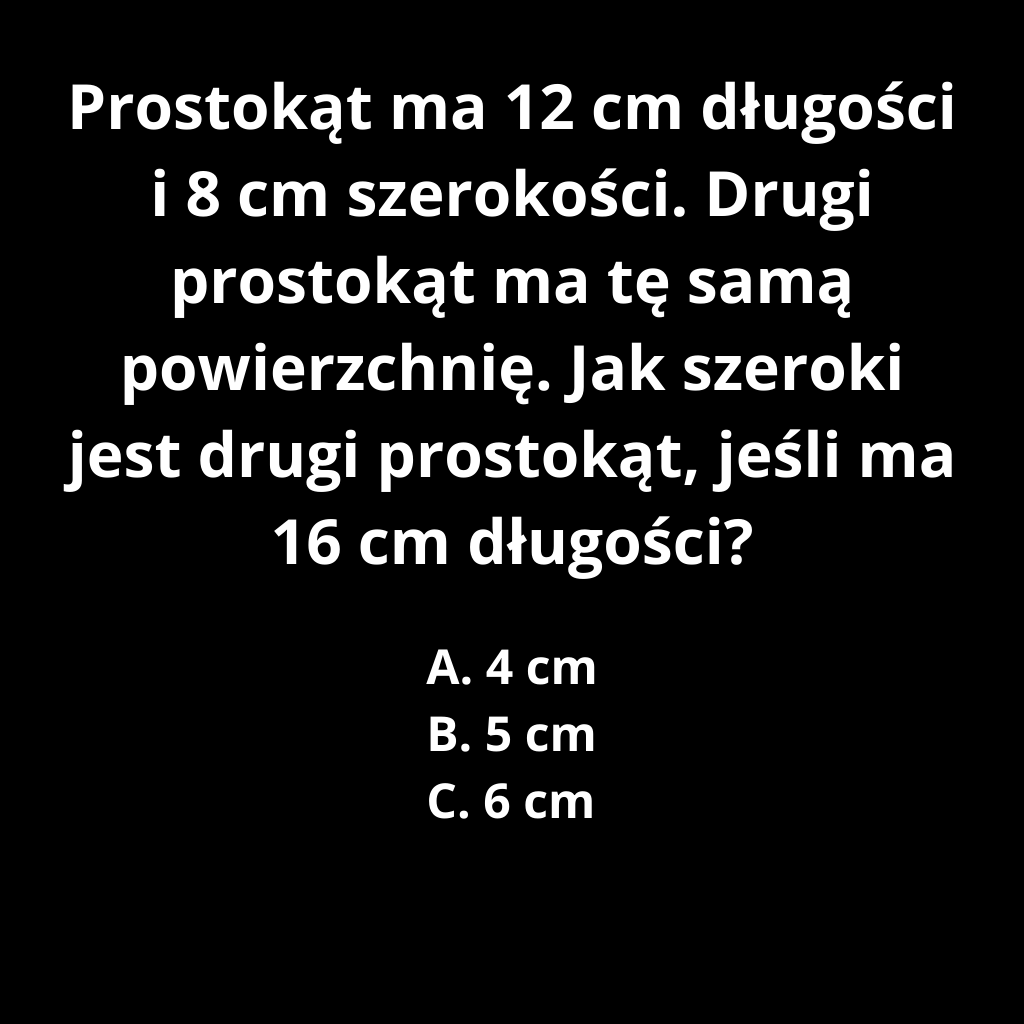 Prostokąt ma 12 cm długości
i 8 cm szerokości. Drugi
prostokąt ma tę samą
powierzchnię. Jak szeroki
jest drugi prostokąt, jeśli ma
16 cm długości?
A. 4 cm
B. 5 cm
C. 6 cm